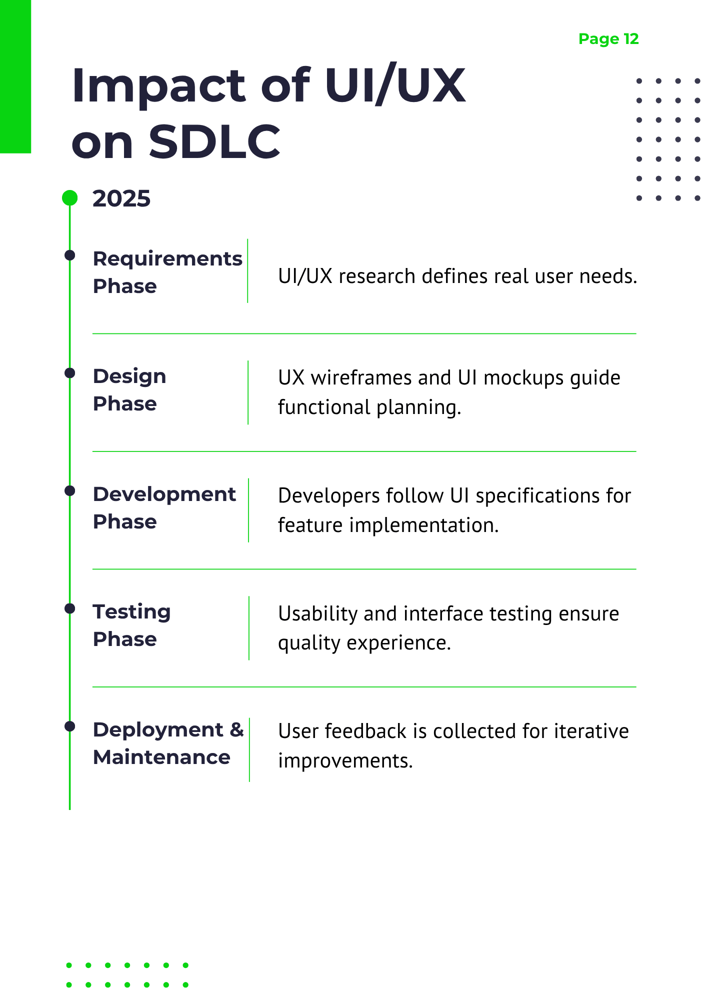 Page 12
Impact of UI/UX
on SDLC
2025
Requirements
Phase
UI/UX research defines real user needs.
Design
Phase
UX wireframes and UI mockups guide
functional planning.
Development
Phase
Developers follow UI specifications for
feature implementation.
Testing
Phase
Usability and interface testing ensure
quality experience.
Deployment &
Maintenance
User feedback is collected for iterative
improvements.